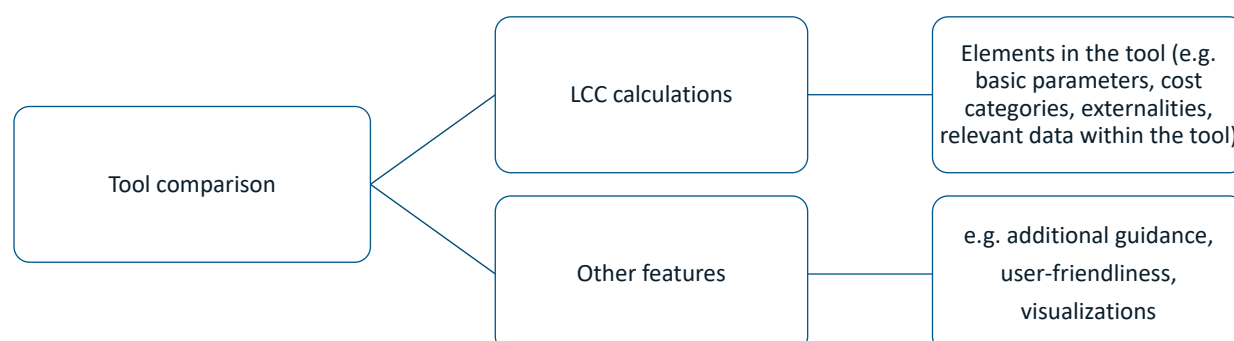 Tool comparison
LCC calculations
Elements in the tool (e.g.
basic parameters, cost
categories, externalities,
relevant data within the tool)
Other features
e.g. additional guidance,
user-friendliness,
visualizations